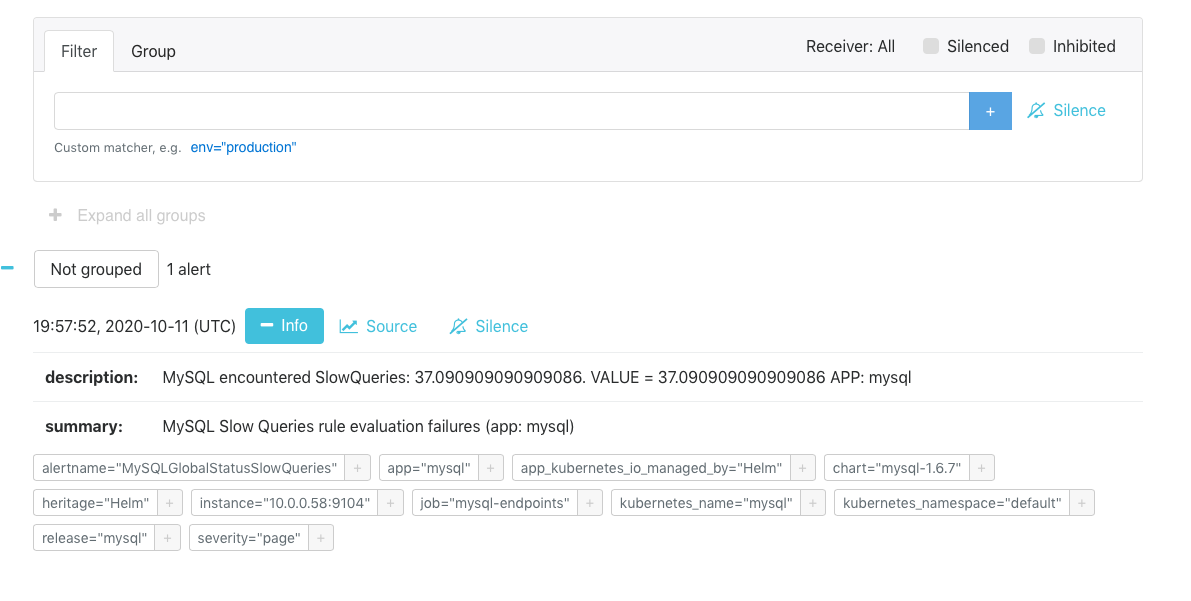 Filter Group Receiver: All Silenced Inhibited
+ Silence
Custom matcher, e.g. env="production"
+ Expand all groups
Not grouped 1 alert
19:57:52, 2020-10-11 (UTC) Info Source Silence
description: MySQL encountered SlowQueries: 37.090909090909086. VALUE = 37.090909090909086 APP: mysql
summary: MySQL Slow Queries rule evaluation failures (app: mysql)
alertname="MySQLGlobalStatusSlowQueries" + app="mysql" + app_kubernetes_io_managed_by="Helm" + chart="mysql-1.6.7" +
heritage="Helm" + instance="10.0.0.58:9104" + job="mysql-endpoints" + kubernetes_name="mysql" + kubernetes_namespace="default" +
release="mysql" + severity="page" +